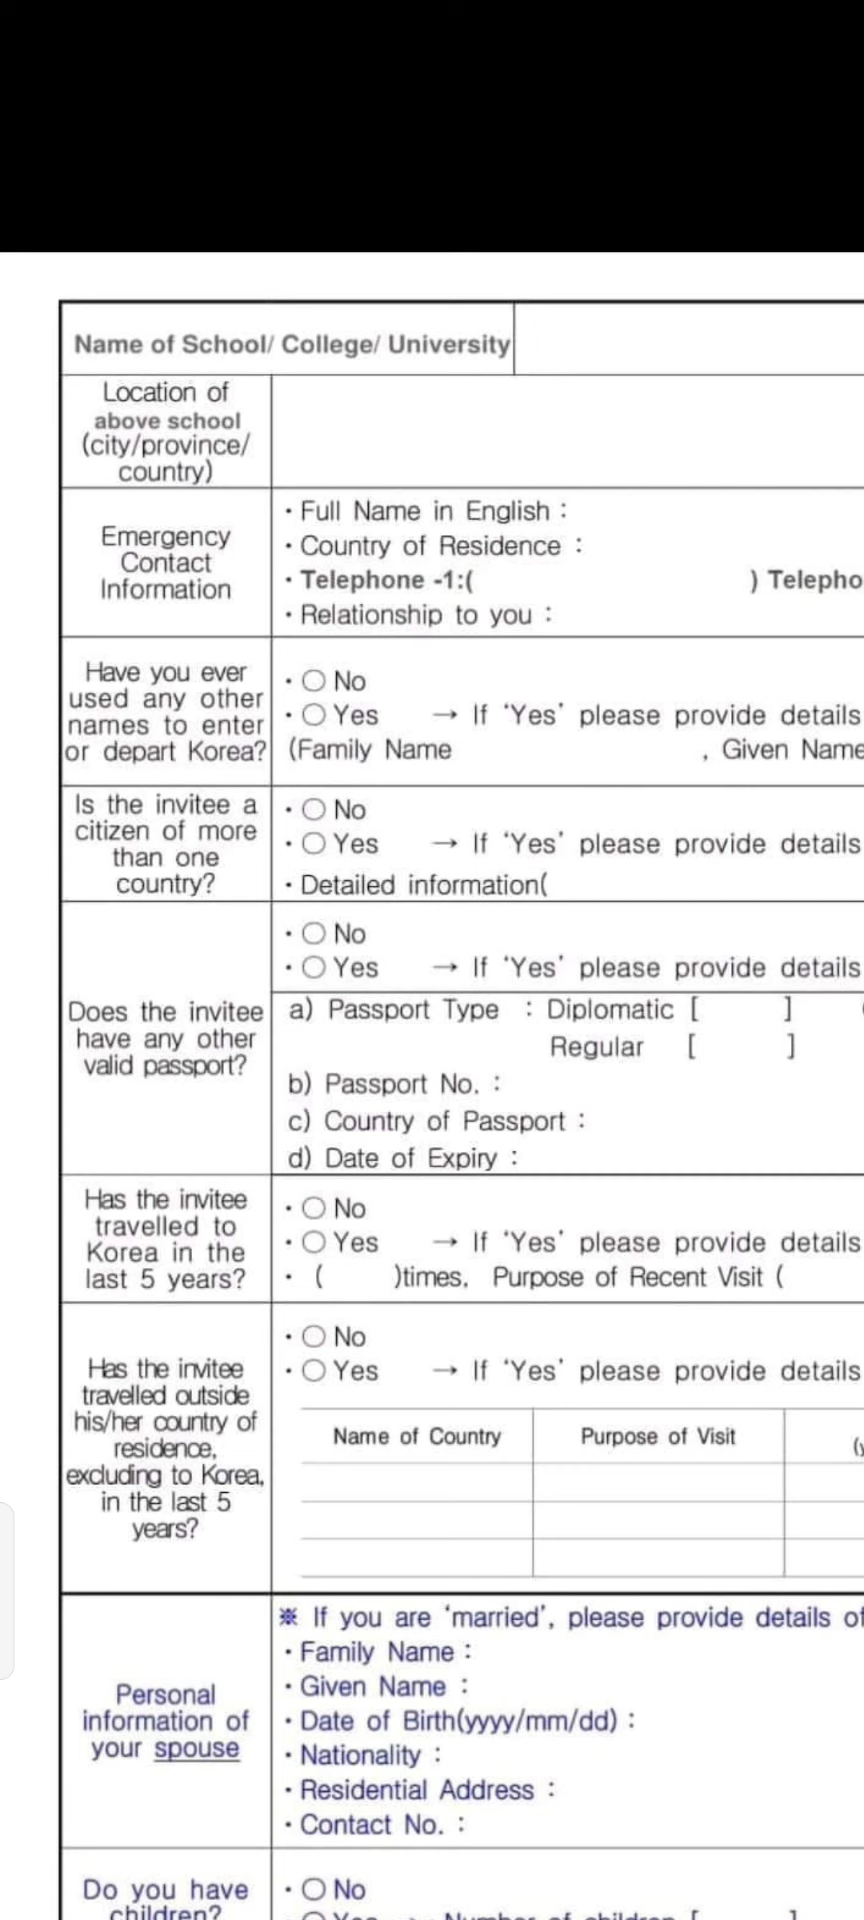 Name of School/ College/ University
Location of
above school
(city/province/
country)
Emergency
Contact
Information
· Full Name in English :
· Country of Residence :
· Telephone -1:( ) Telepho
· Relationship to you :
Have you ever
used any other
names to enter
or depart Korea?
· ○ No
· ○ Yes → If 'Yes' please provide details
(Family Name , Given Name
Is the invitee a
citizen of more
than one
country?
· ○ No
· ○ Yes → If 'Yes' please provide details
· Detailed information(
Does the invitee
have any other
valid passport?
· ○ No
· ○ Yes → If 'Yes' please provide details
a) Passport Type : Diplomatic [ ]
Regular [ ]
b) Passport No. :
c) Country of Passport :
d) Date of Expiry :
Has the invitee
travelled to
Korea in the
last 5 years?
· ○ No
· ○ Yes → If 'Yes' please provide details
· ( )times, Purpose of Recent Visit (
Has the invitee
travelled outside
his/her country of
residence,
excluding to Korea,
in the last 5
years?
· ○ No
· ○ Yes → If 'Yes' please provide details
Name of Country Purpose of Visit
Personal
information of
your spouse
※ If you are 'married', please provide details of
· Family Name :
· Given Name :
· Date of Birth(yyyy/mm/dd) :
· Nationality :
· Residential Address :
· Contact No. :
Do you have
children?
· ○ No
○ Yes → Number of children [ ]